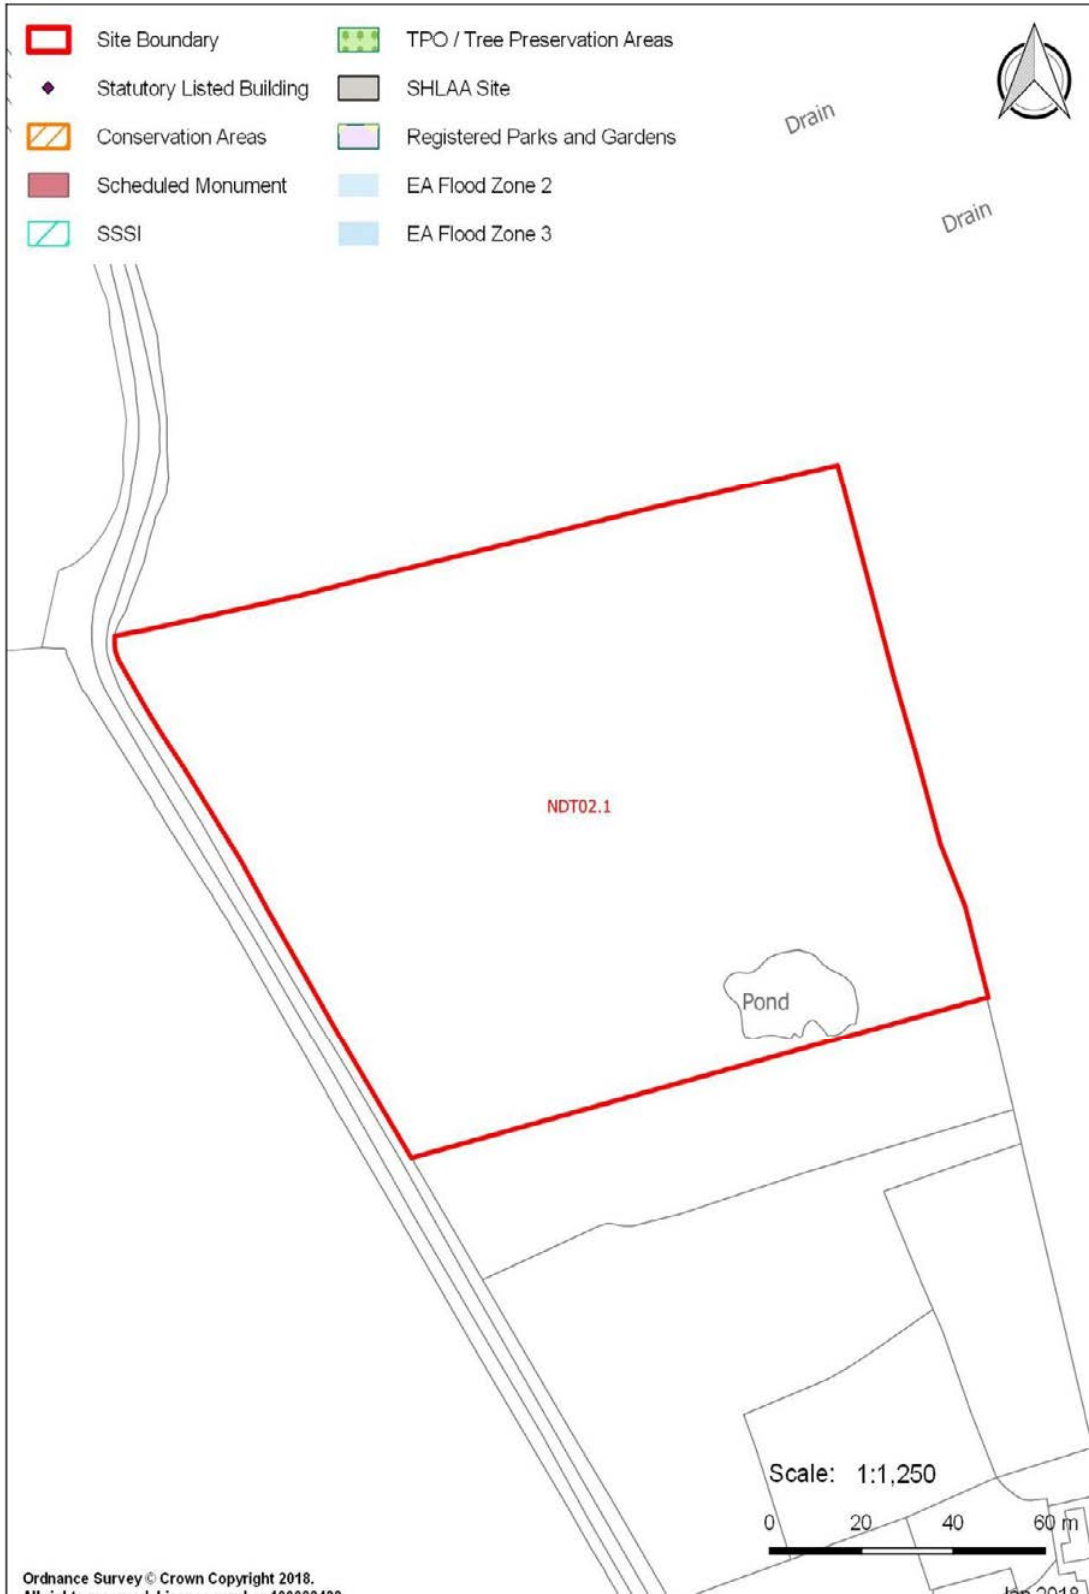 Site Boundary
Statutory Listed Building
Conservation Areas
Scheduled Monument
SSSI
TPO / Tree Preservation Areas
SHLAA Site
Registered Parks and Gardens
EA Flood Zone 2
EA Flood Zone 3
Drain
Drain
NDT02.1
Pond
Scale: 1:1,250
0 20 40 60 m
Ordnance Survey © Crown Copyright 2018.
Jan 2018